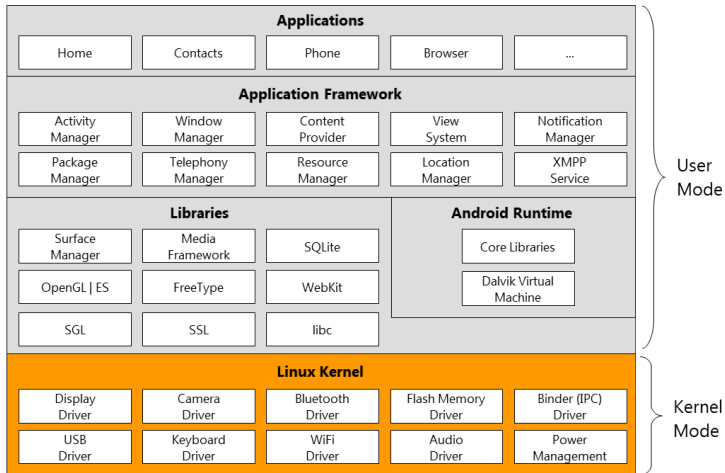 Applications
Home
Contacts
Phone
Browser
...
Application Framework
Activity
Manager
Window
Manager
Content
Provider
View
System
Notification
Manager
Package
Manager
Telephony
Manager
Resource
Manager
Location
Manager
XMPP
Service
User
Mode
Libraries
Surface
Manager
Media
Framework
SQLite
OpenGL | ES
FreeType
WebKit
SGL
SSL
libc
Android Runtime
Core Libraries
Dalvik Virtual
Machine
Linux Kernel
Display
Driver
Camera
Driver
Bluetooth
Driver
Flash Memory
Driver
Binder (IPC)
Driver
USB
Driver
Keyboard
Driver
WiFi
Driver
Audio
Driver
Power
Management
Kernel
Mode